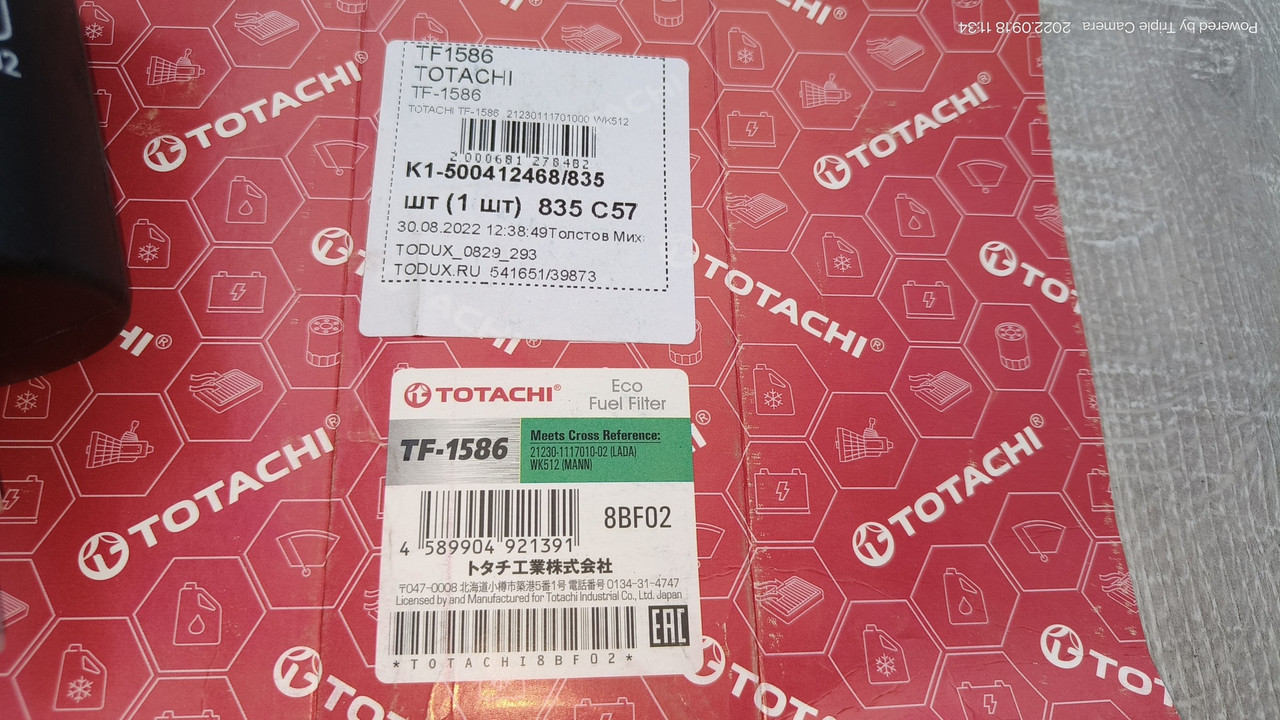 Powered by Triple Camera 2022.09.18 11:34
TF1586
TOTACHI
TF-1586
TOTACHI TF-1586 21230111701000 WK512
2 000681 278482
К1-500412468/835
шт (1 шт) 835 C57
30.08.2022 12:38:49Толстов Мих
TODUX_0829_293
TODUX.RU 541651/39873
TOTACHI®
Eco
Fuel Filter
TF-1586
Meets Cross Reference:
21230-1117010-02 (LADA)
WK512 (MANN)
8BF02
4 589904 921391
トタチ工業株式会社
〒047-0008 北海道小樽市築港5番1号 電話番号 0134-31-4747
Licensed by and Manufactured for Totachi Industrial Co., Ltd. Japan
EAC
*TOTACHI8BF02*
TOTACHI®
TOTACHI®
TOTACHI®
TOTACHI®
TOTACHI®